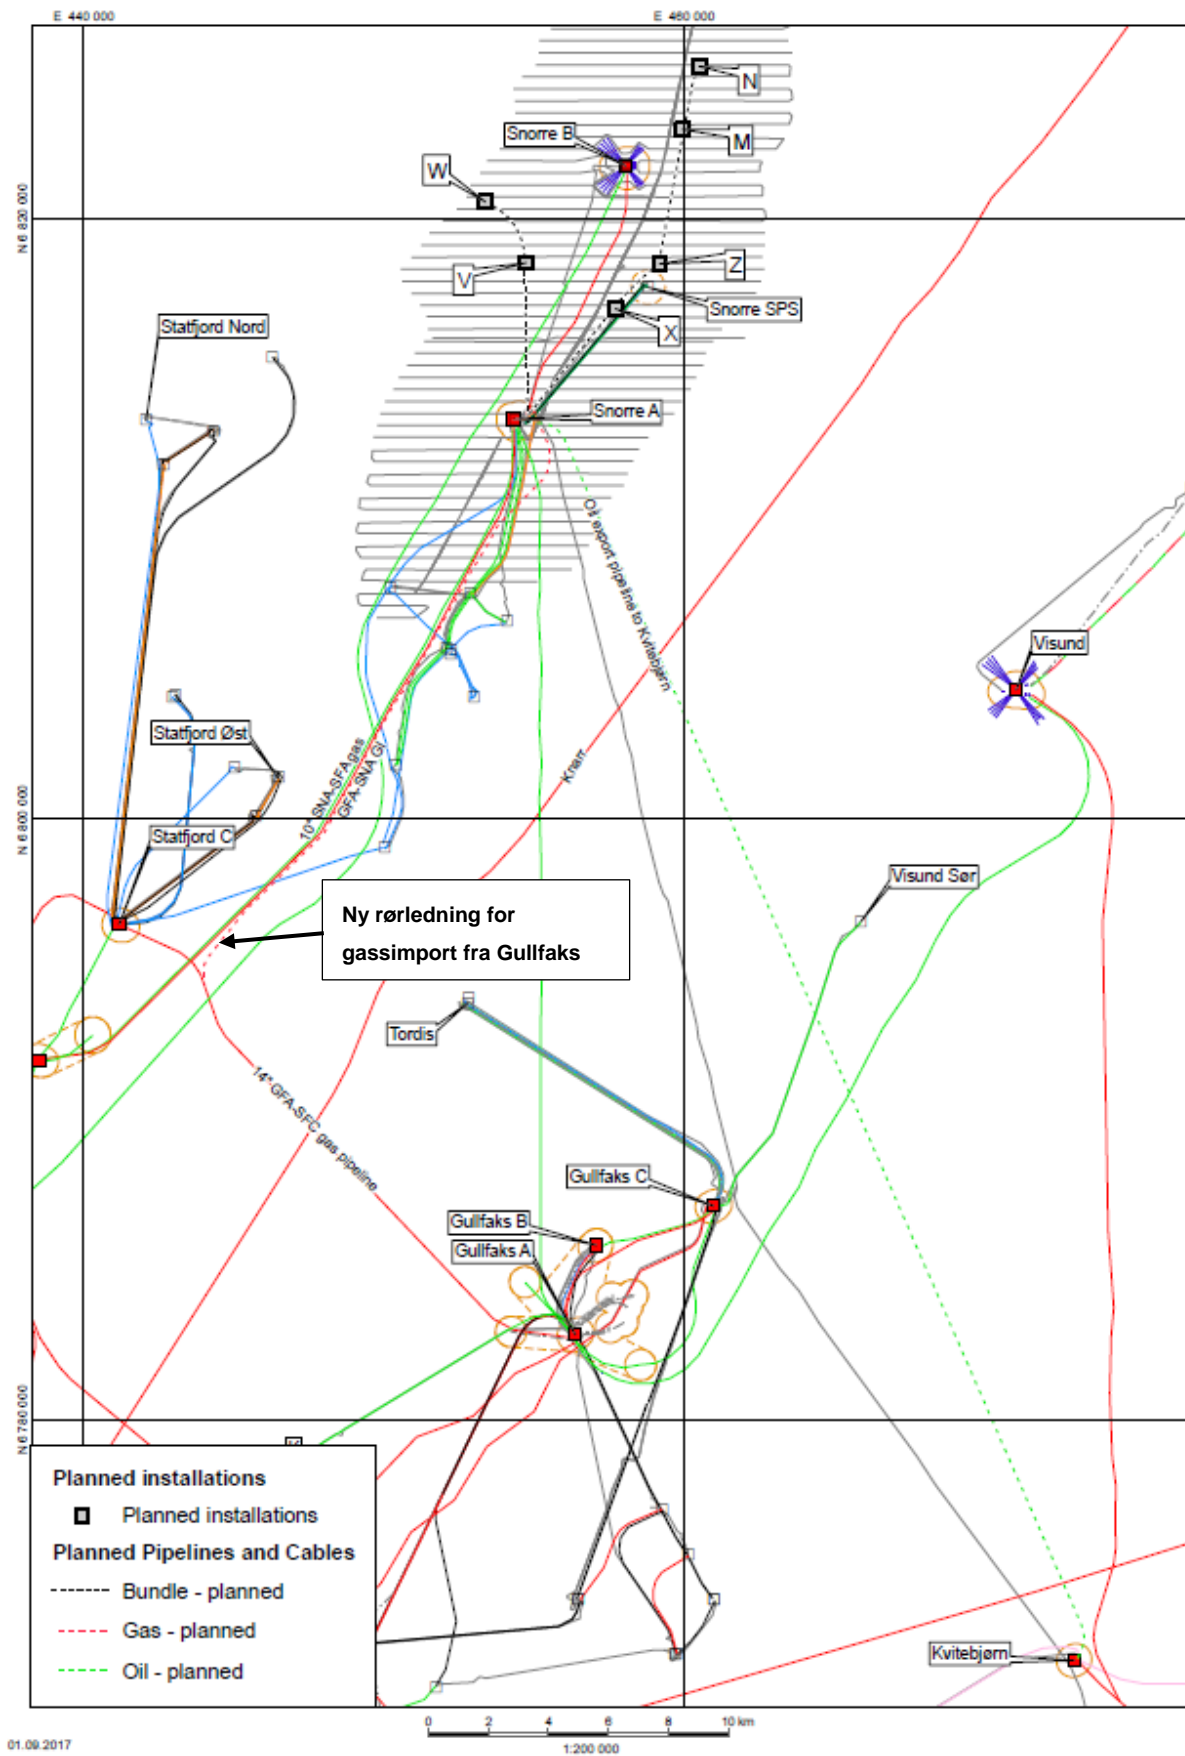 E 440 000
E 460 000
N
M
Snorre B
W
N 6 820 000
V
Z
Snorre SPS
X
Statfjord Nord
Snorre A
Oil export pipeline to Kvitebjørn
Visund
Statfjord Øst
10" SNA-SFA gas
GFA-SNA GI
Knarr
N 6 800 000
Statfjord C
Visund Sør
Ny rørledning for
gassimport fra Gullfaks
Tordis
14" GFA-SFC gas pipeline
Gullfaks C
Gullfaks B
Gullfaks A
N 6 780 000
Planned installations
Planned installations
Planned Pipelines and Cables
Bundle - planned
Gas - planned
Oil - planned
Kvitebjørn
0 2 4 6 8 10 km
1:200 000
01.09.2017